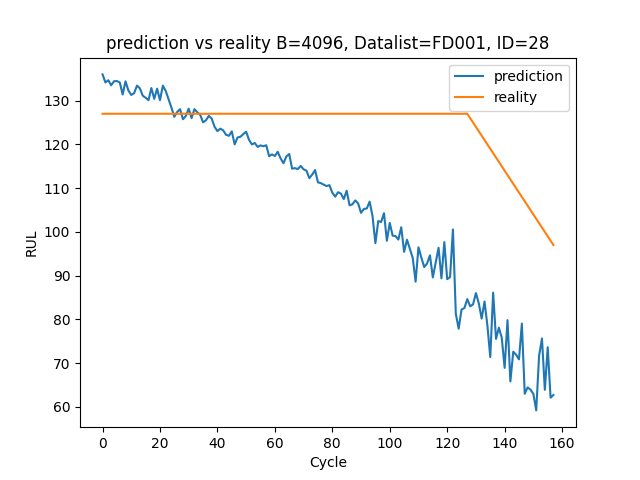 prediction vs reality B=4096, Datalist=FD001, ID=28
prediction
reality
RUL
130
120
110
100
90
80
70
60
0 20 40 60 80 100 120 140 160
Cycle